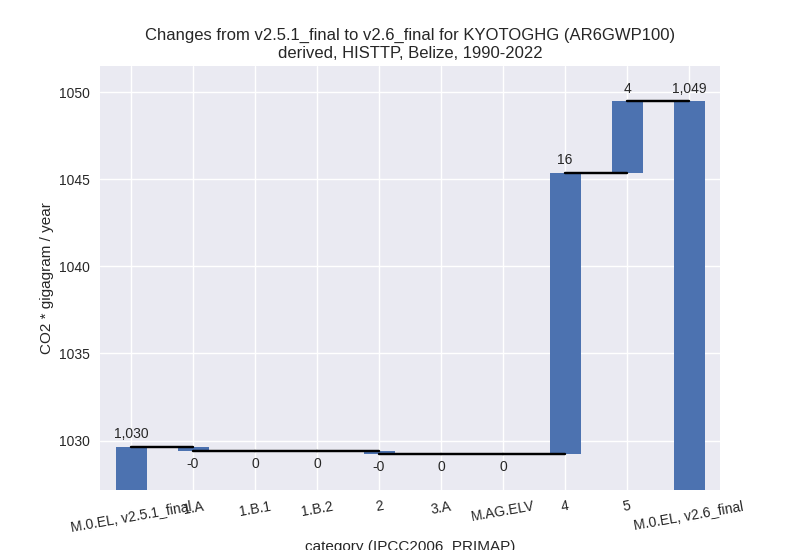 Changes from v2.5.1_final to v2.6_final for KYOTOGHG (AR6GWP100)
derived, HISTTP, Belize, 1990-2022
CO2 * gigagram / year
1050
1045
1040
1035
1030
1,030
-0
0
0
-0
0
0
16
4
1,049
M.0.EL, v2.5.1_final
1.A
1.B.1
1.B.2
2
3.A
M.AG.ELV
4
5
M.0.EL, v2.6_final
category (IPCC2006_PRIMAP)